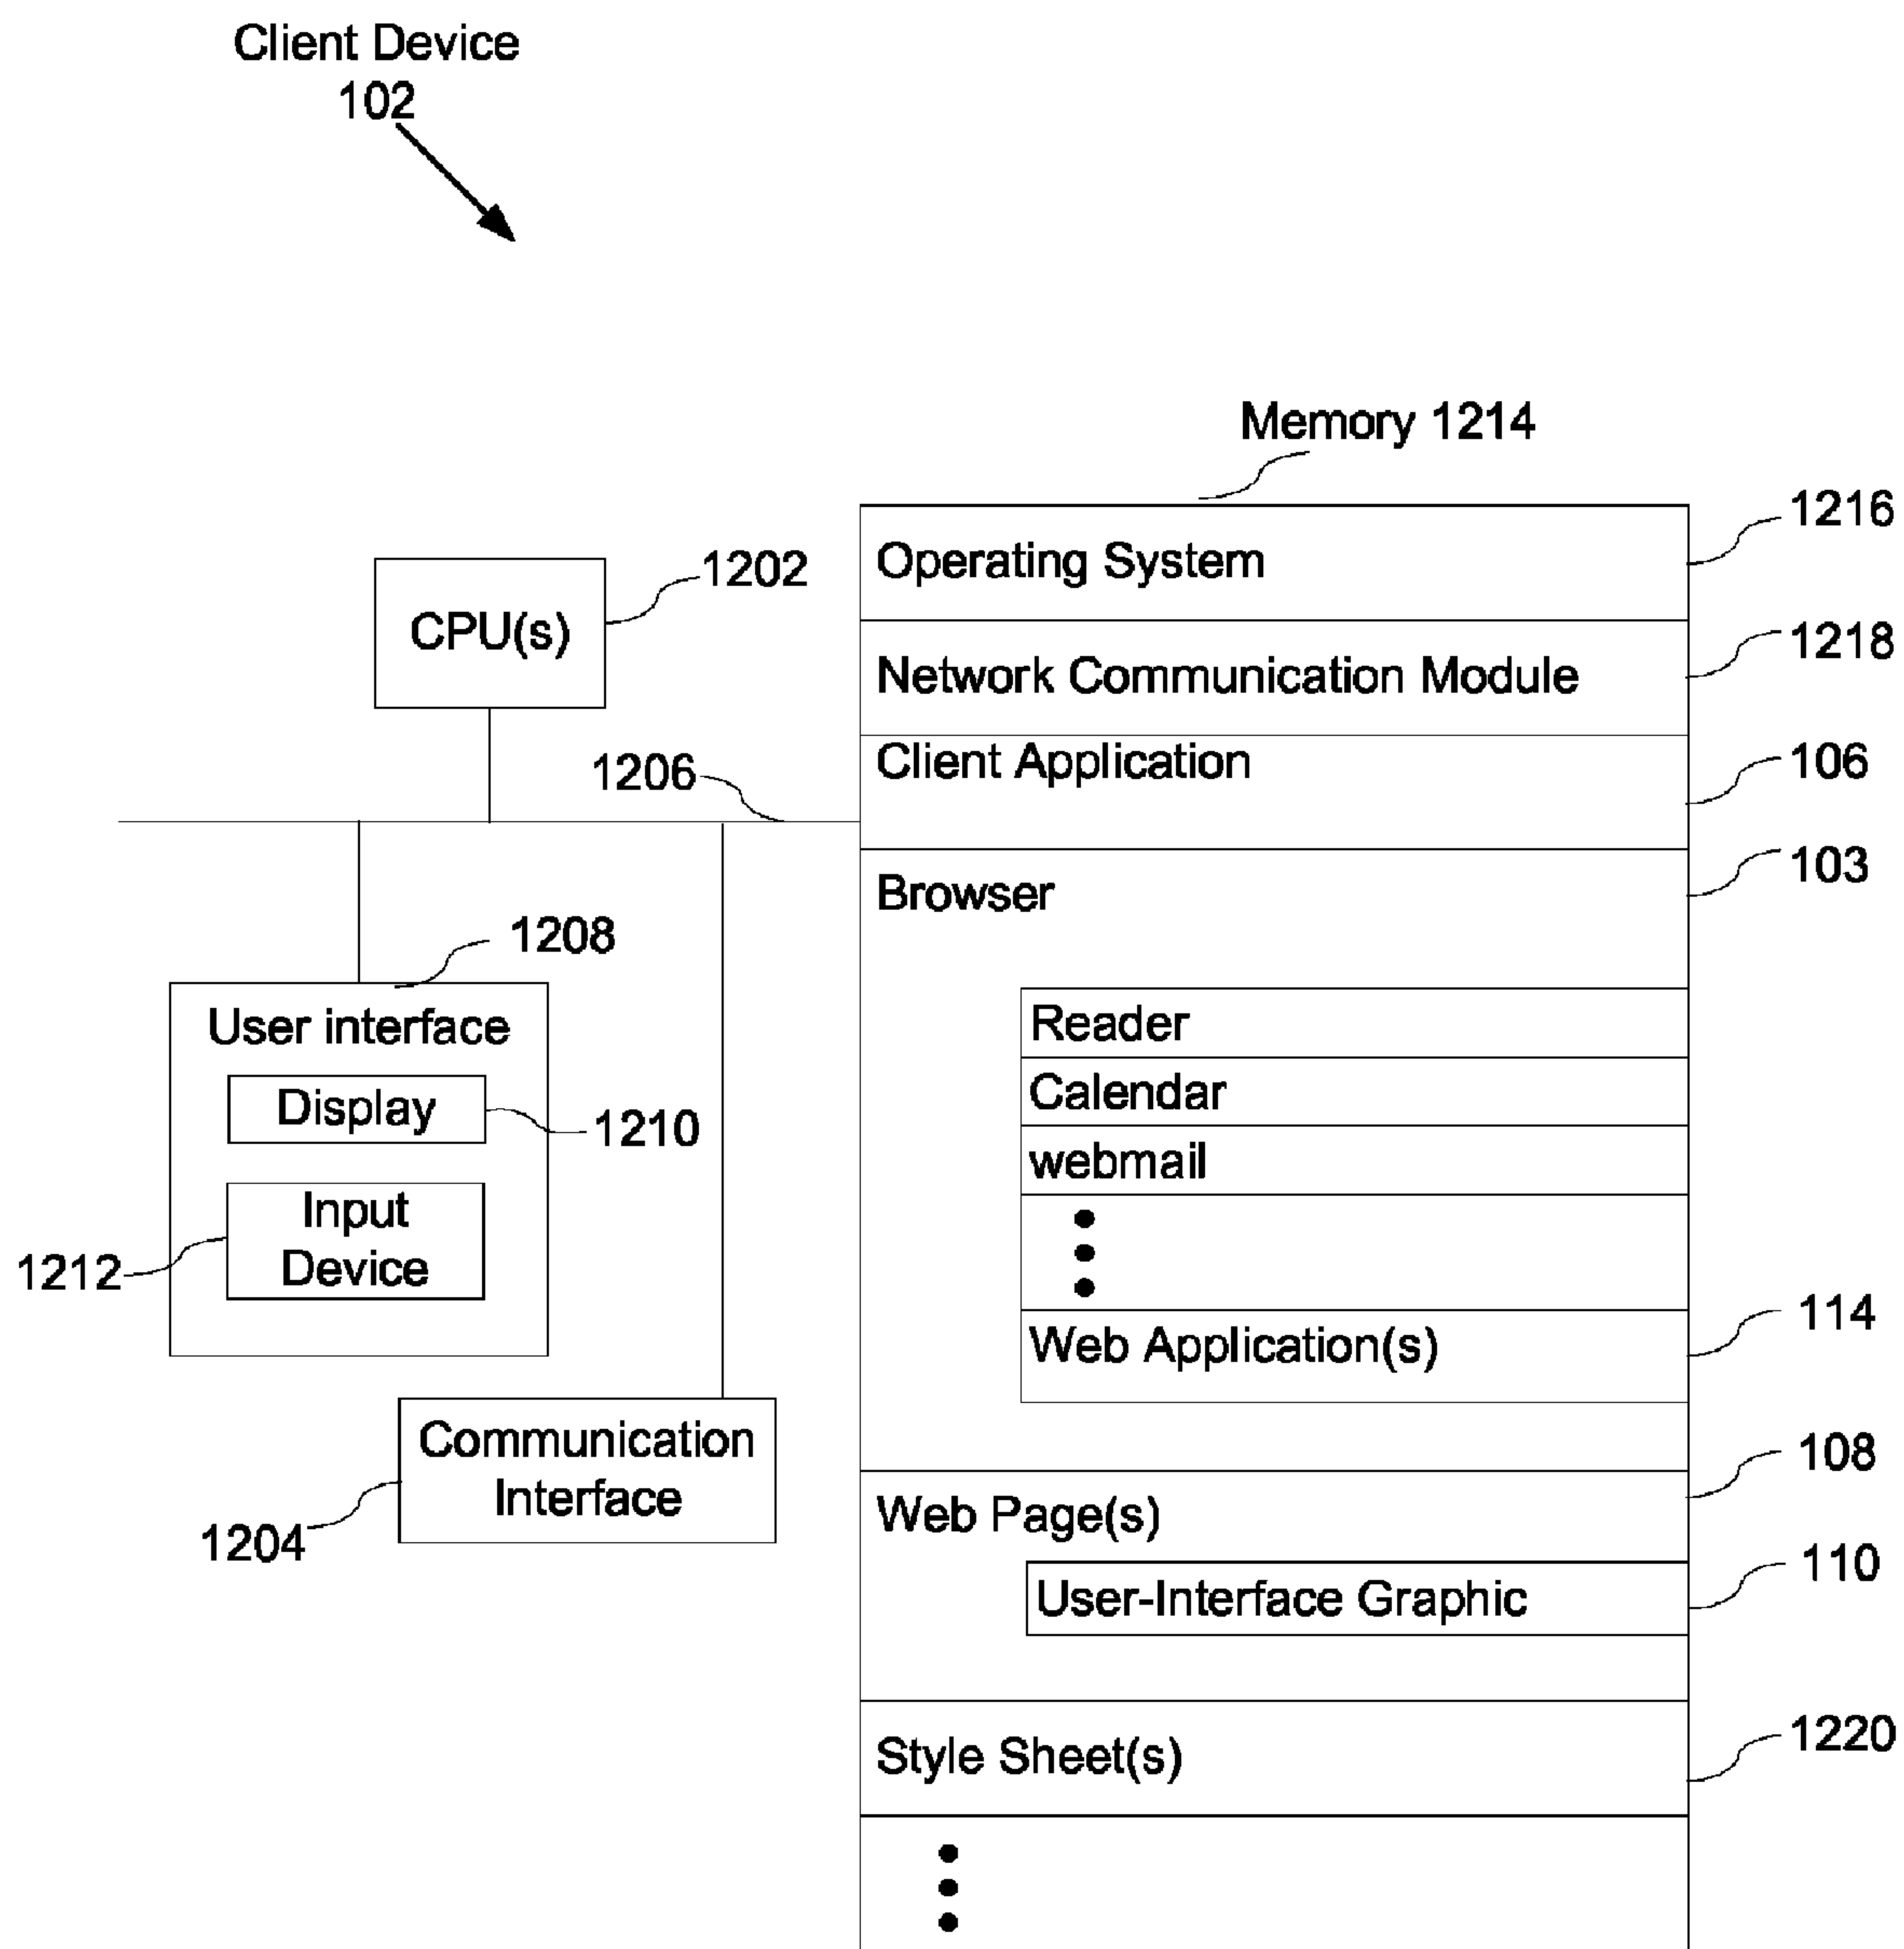 Client Device
102
Memory 1214
1216
Operating System
1202
CPU(s)
1218
Network Communication Module
1206
Client Application
106
103
Browser
1208
User interface
Reader
Display
Calendar
1210
webmail
Input
Device
1212
114
Web Application(s)
Communication
Interface
1204
108
Web Page(s)
110
User-Interface Graphic
1220
Style Sheet(s)